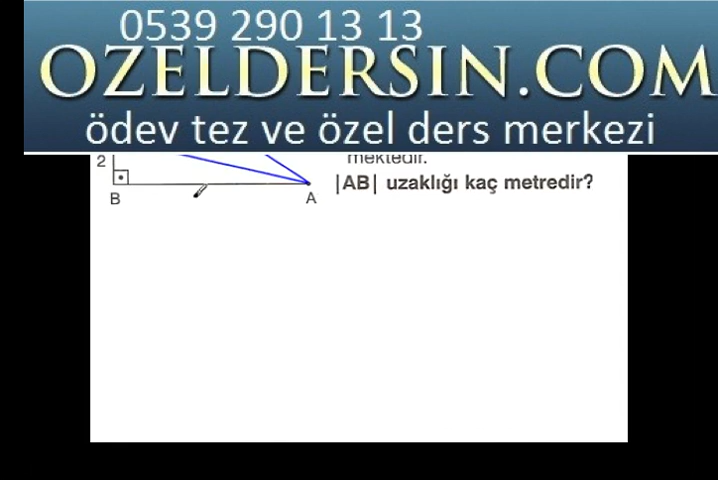 0539 290 13 13
OZELDERSIN.COM
ödev tez ve özel ders merkezi
mektedir.
2
|AB| uzaklığı kaç metredir?
B
A